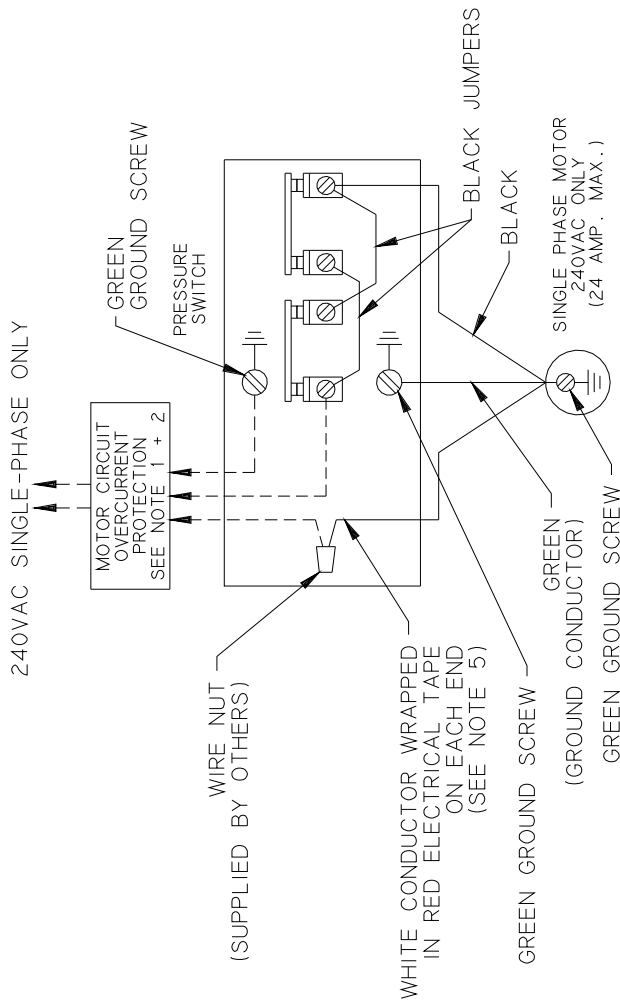 240VAC SINGLE-PHASE ONLY
MOTOR CIRCUIT
OVERCURRENT
PROTECTION
SEE NOTE 1 + 2
GREEN
GROUND SCREW
PRESSURE
SWITCH
WIRE NUT
(SUPPLIED BY OTHERS)
WHITE CONDUCTOR WRAPPED
IN RED ELECTRICAL TAPE
ON EACH END
(SEE NOTE 5)
BLACK JUMPERS
BLACK
GREEN GROUND SCREW
GREEN
(GROUND CONDUCTOR)
GREEN GROUND SCREW
SINGLE PHASE MOTOR
240VAC ONLY
(24 AMP. MAX.)